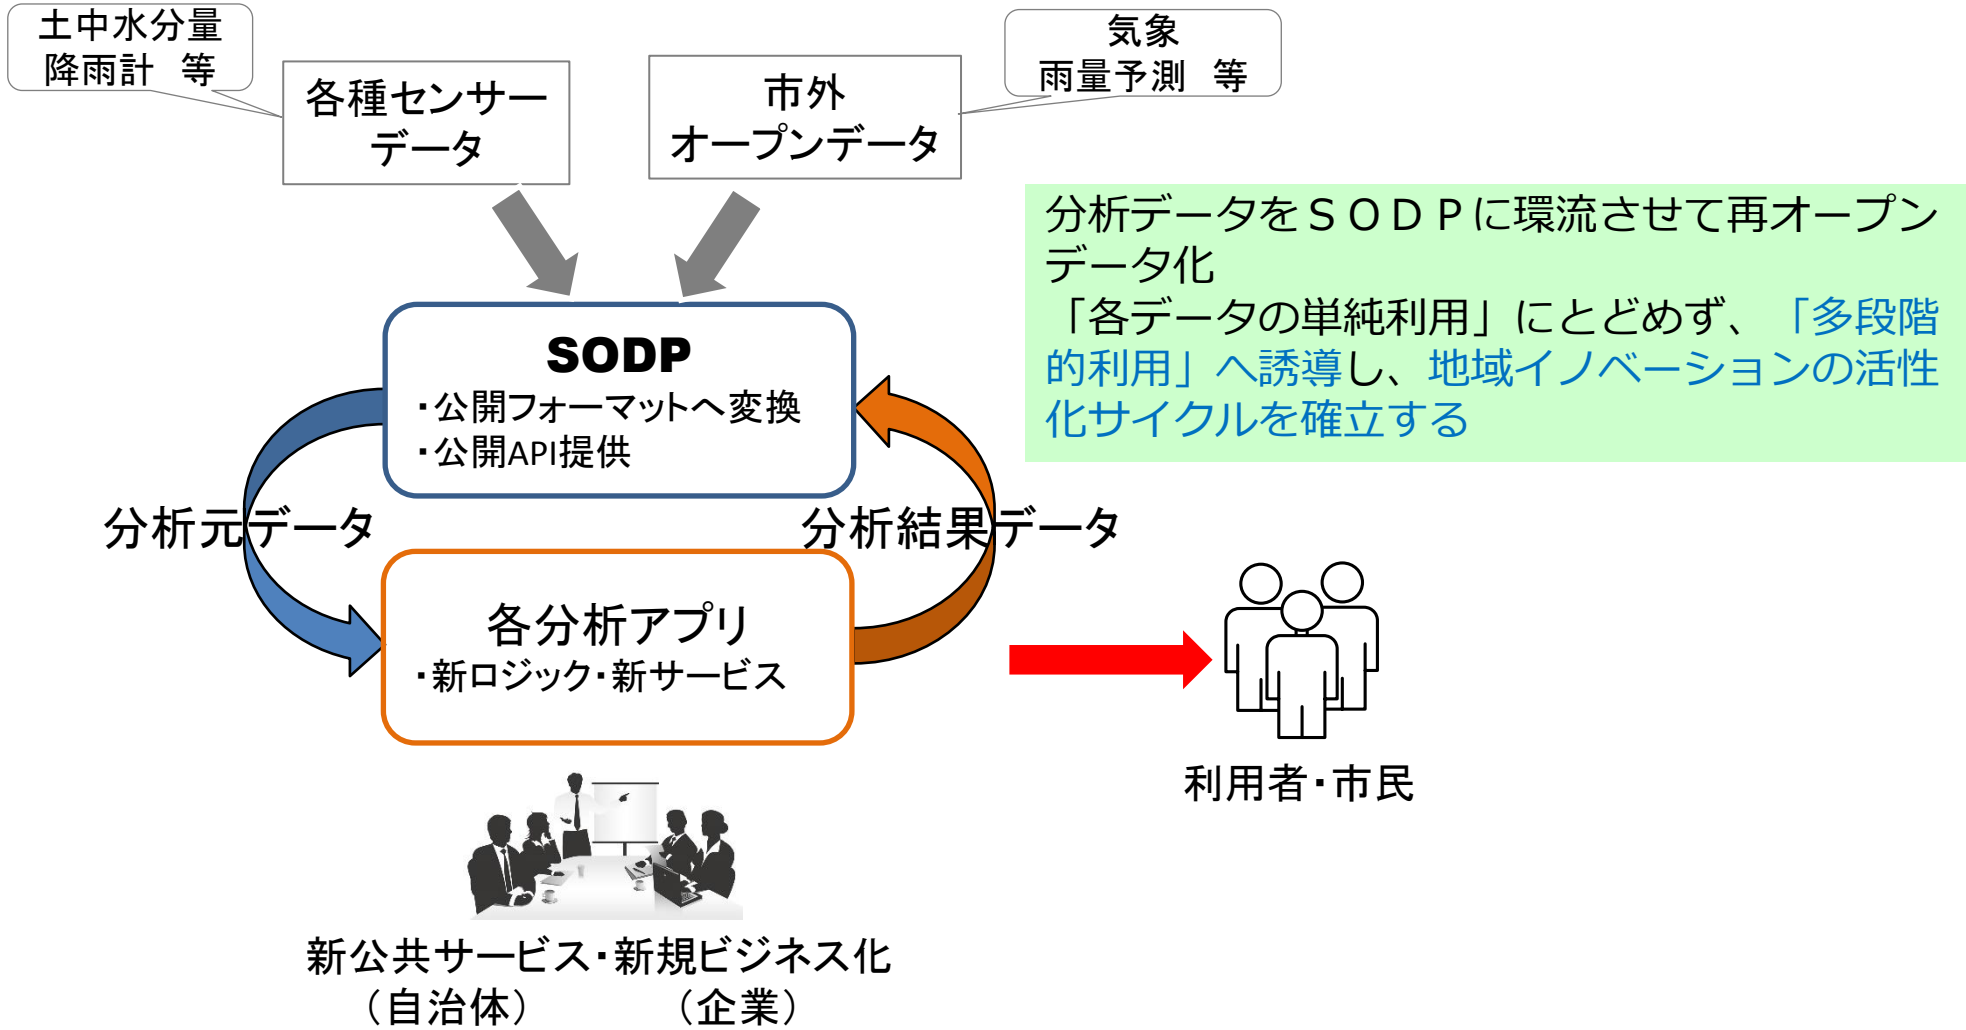 土中水分量
降雨計　等
各種センサー
データ
市外
オープンデータ
気象
雨量予測　等
分析データをＳＯＤＰに環流させて再オープン
データ化
「各データの単純利用」にとどめず、「多段階
的利用」へ誘導し、地域イノベーションの活性
化サイクルを確立する
SODP
・公開フォーマットへ変換
・公開API提供
分析元データ
分析結果データ
各分析アプリ
・新ロジック・新サービス
利用者・市民
新公共サービス・新規ビジネス化
（自治体）　　　（企業）